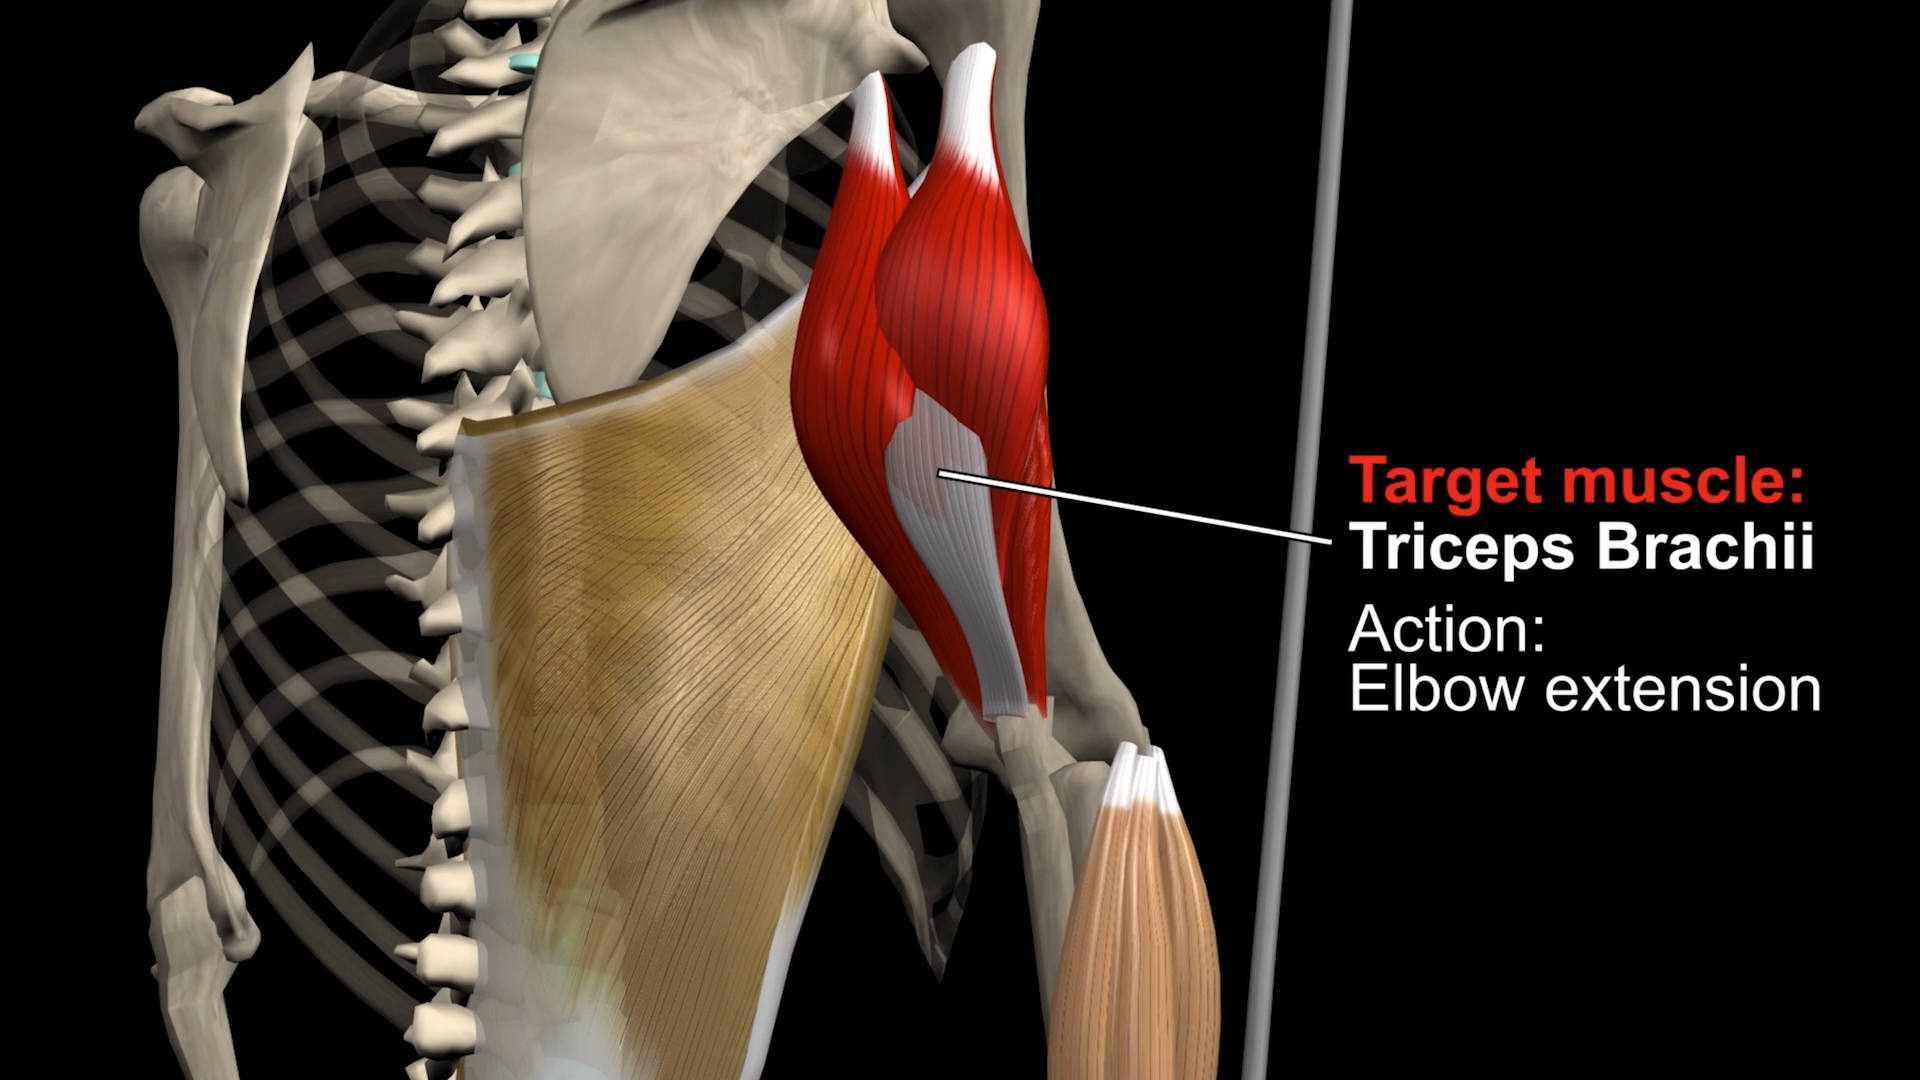 Target muscle:
Triceps Brachii
Action:
Elbow extension